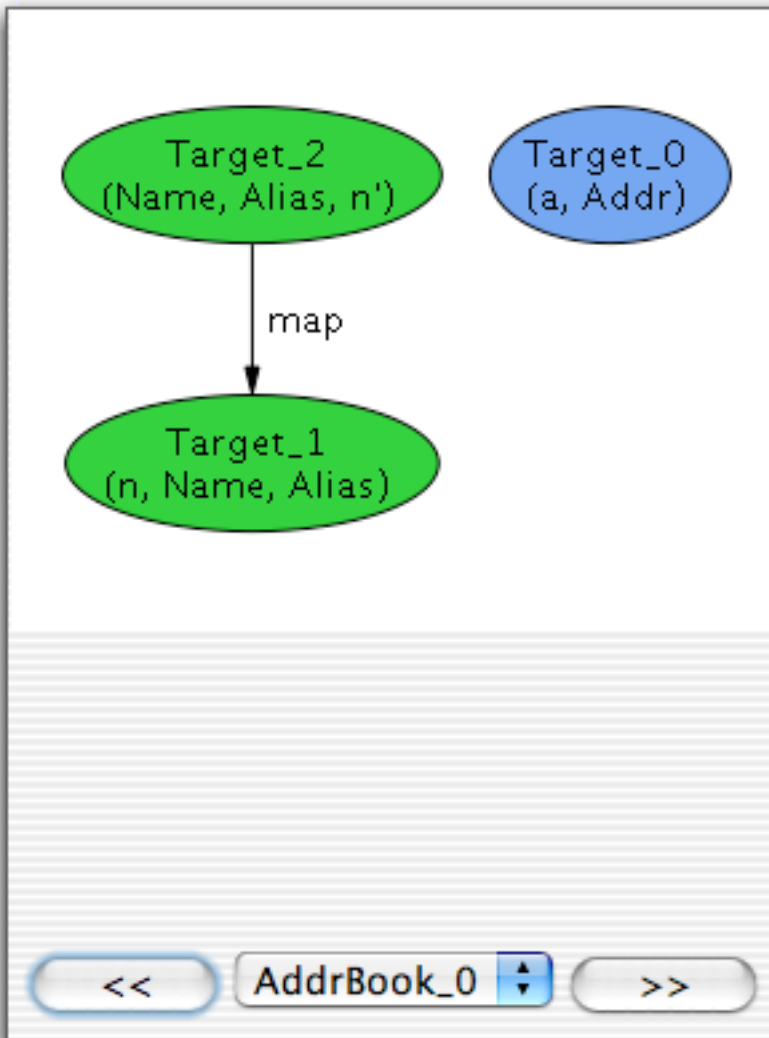 Target_2
(Name, Alias, n')
Target_0
(a, Addr)
map
Target_1
(n, Name, Alias)
<<
AddrBook_0
>>